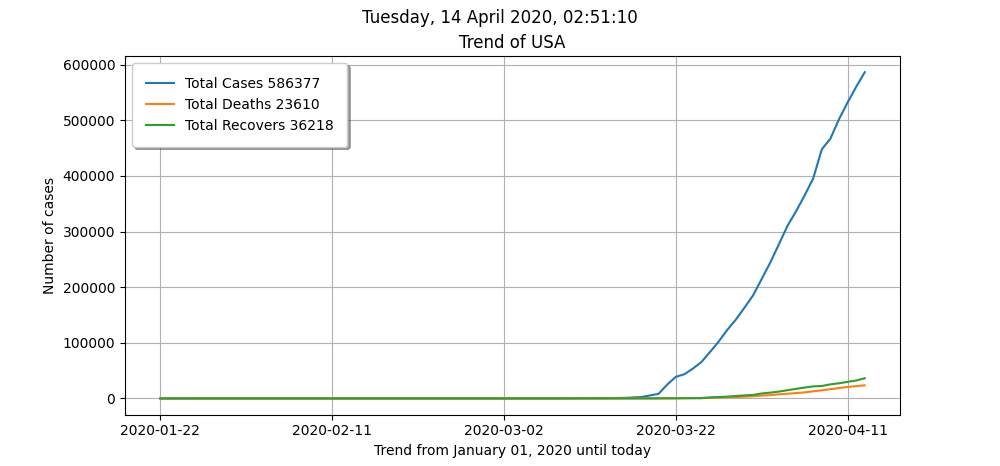 Tuesday, 14 April 2020, 02:51:10
Trend of USA
Total Cases 586377
Total Deaths 23610
Total Recovers 36218
Number of cases
600000
500000
400000
300000
200000
100000
0
2020-01-22 2020-02-11 2020-03-02 2020-03-22 2020-04-11
Trend from January 01, 2020 until today